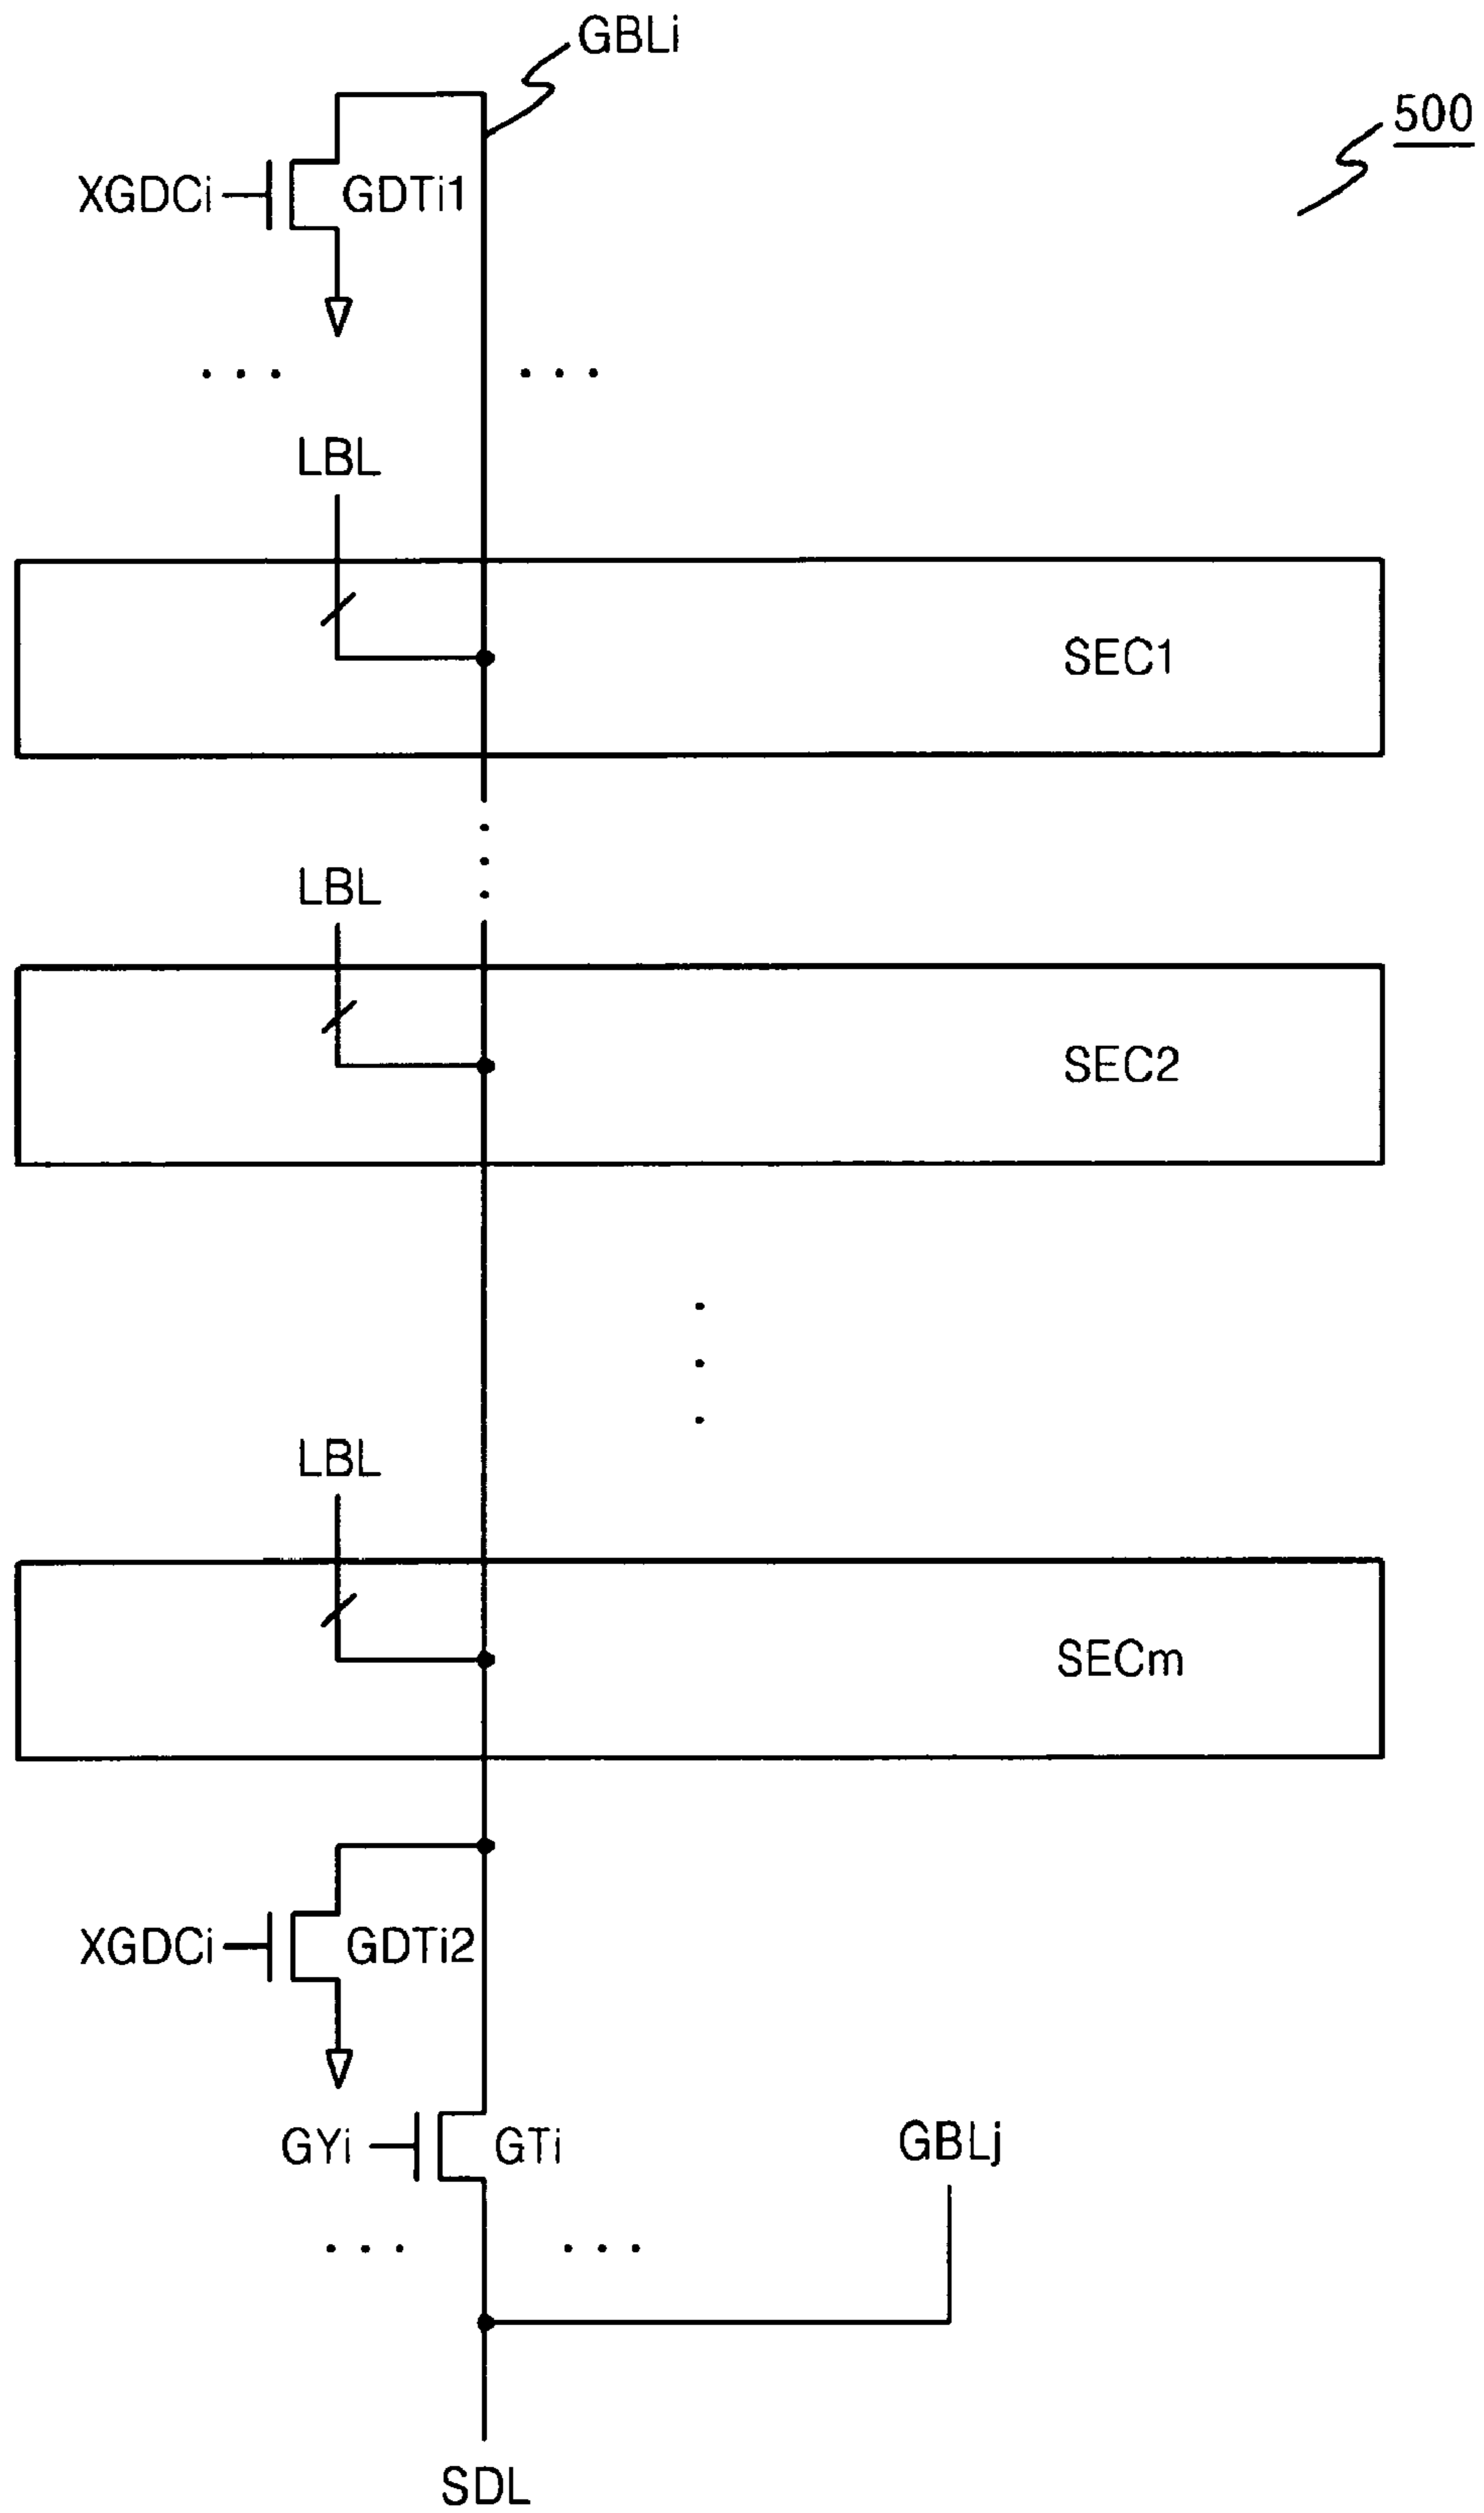 GBLi
500
XGDCi
GDTi1
LBL
SEC1
LBL
SEC2
LBL
SECm
XGDCi
GDTi2
GYi
GTi
GBLj
SDL